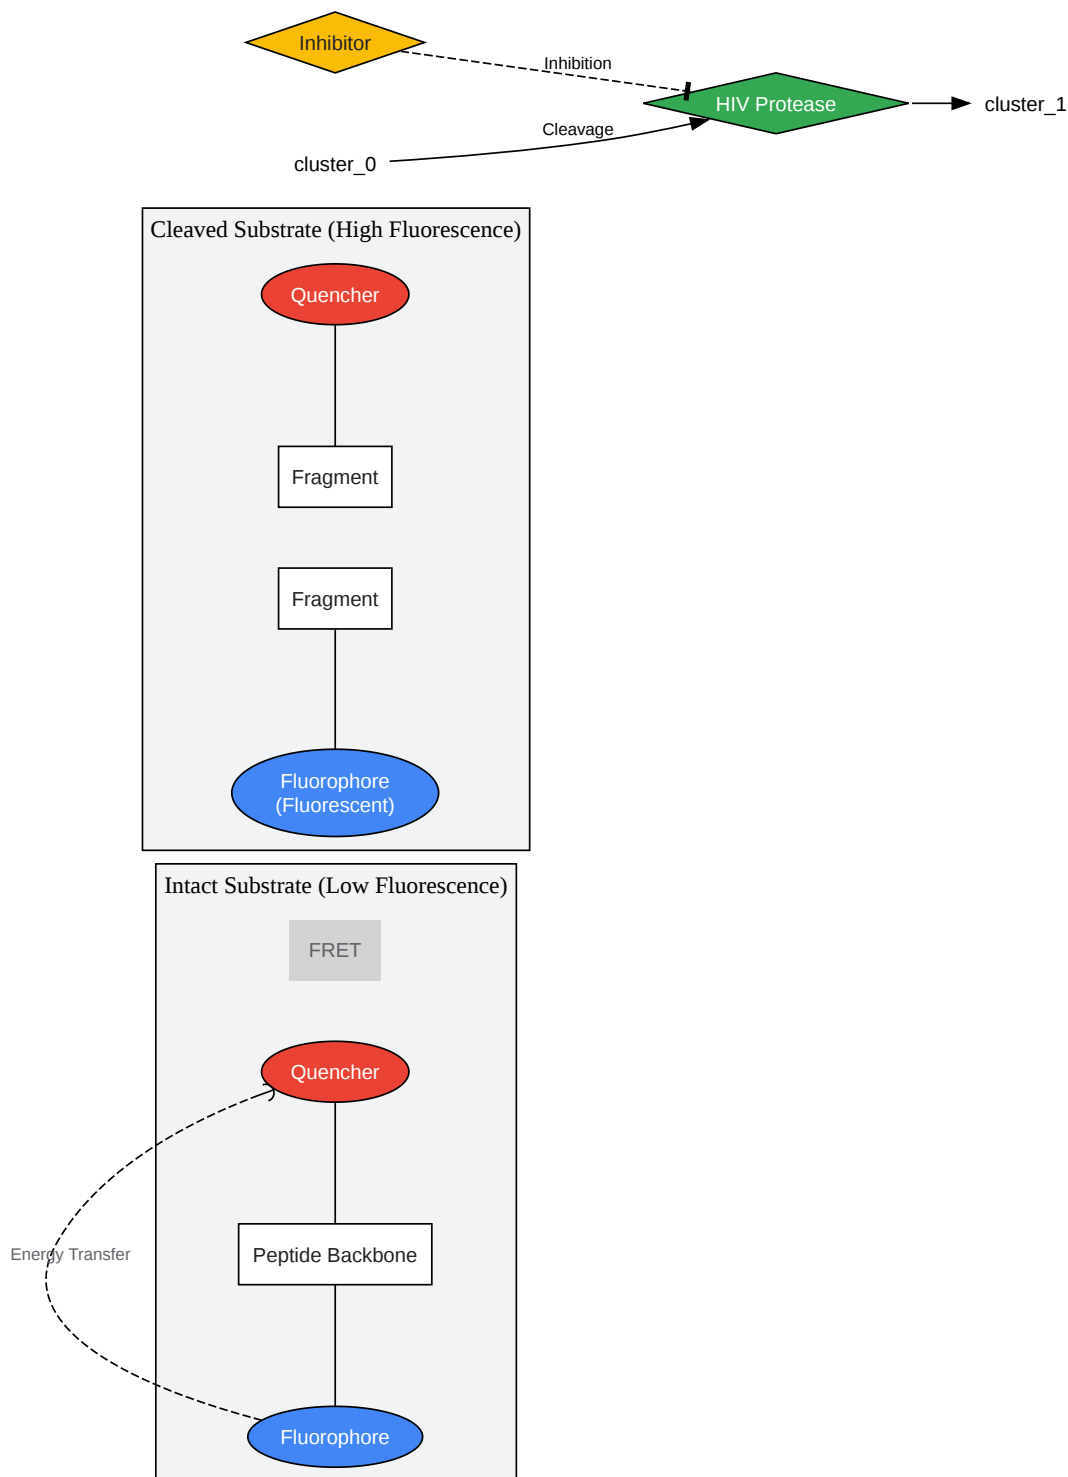 Inhibitor
Inhibition
HIV Protease
cluster_1
Cleavage
cluster_0
Cleaved Substrate (High Fluorescence)
Quencher
Fragment
Fragment
Fluorophore
(Fluorescent)
Intact Substrate (Low Fluorescence)
FRET
Quencher
Energy Transfer
Peptide Backbone
Fluorophore